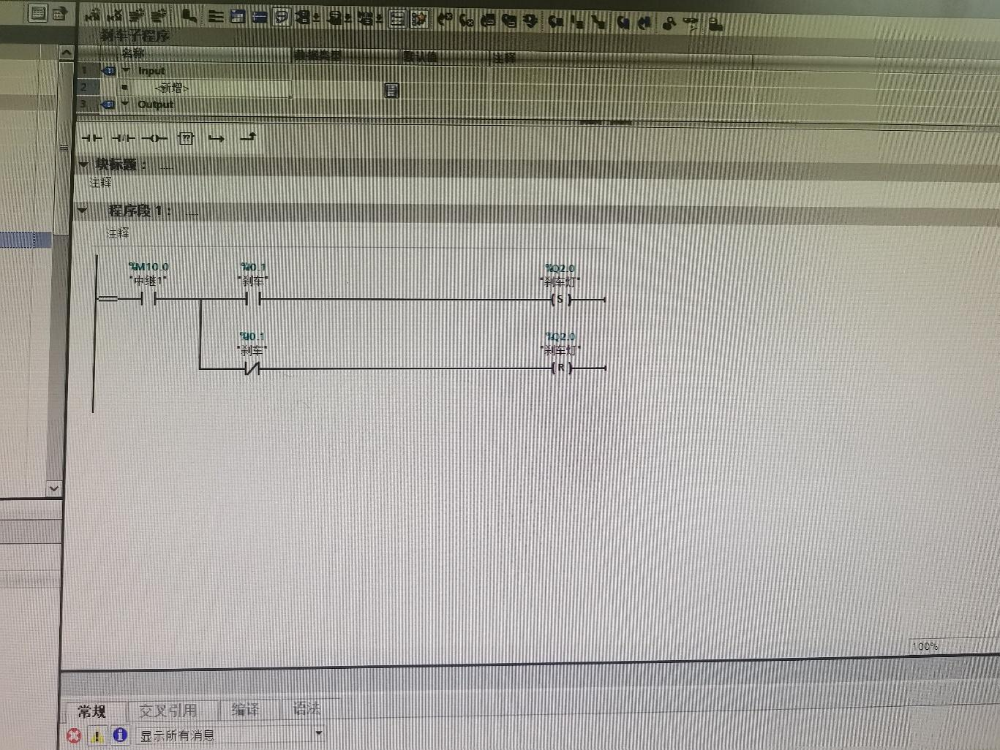 刹车子程序
名称 数据类型 默认值 注释
1 Input
2 <新增>
3 Output
??
块标题: .....
注释
程序段 1: .....
注释
%M10.0 %I0.1 %Q2.0
"中继1" "刹车" "刹车灯"
S
%I0.1 %Q2.0
"刹车" "刹车灯"
R
100%
常规 交叉引用 编译 语法
显示所有消息